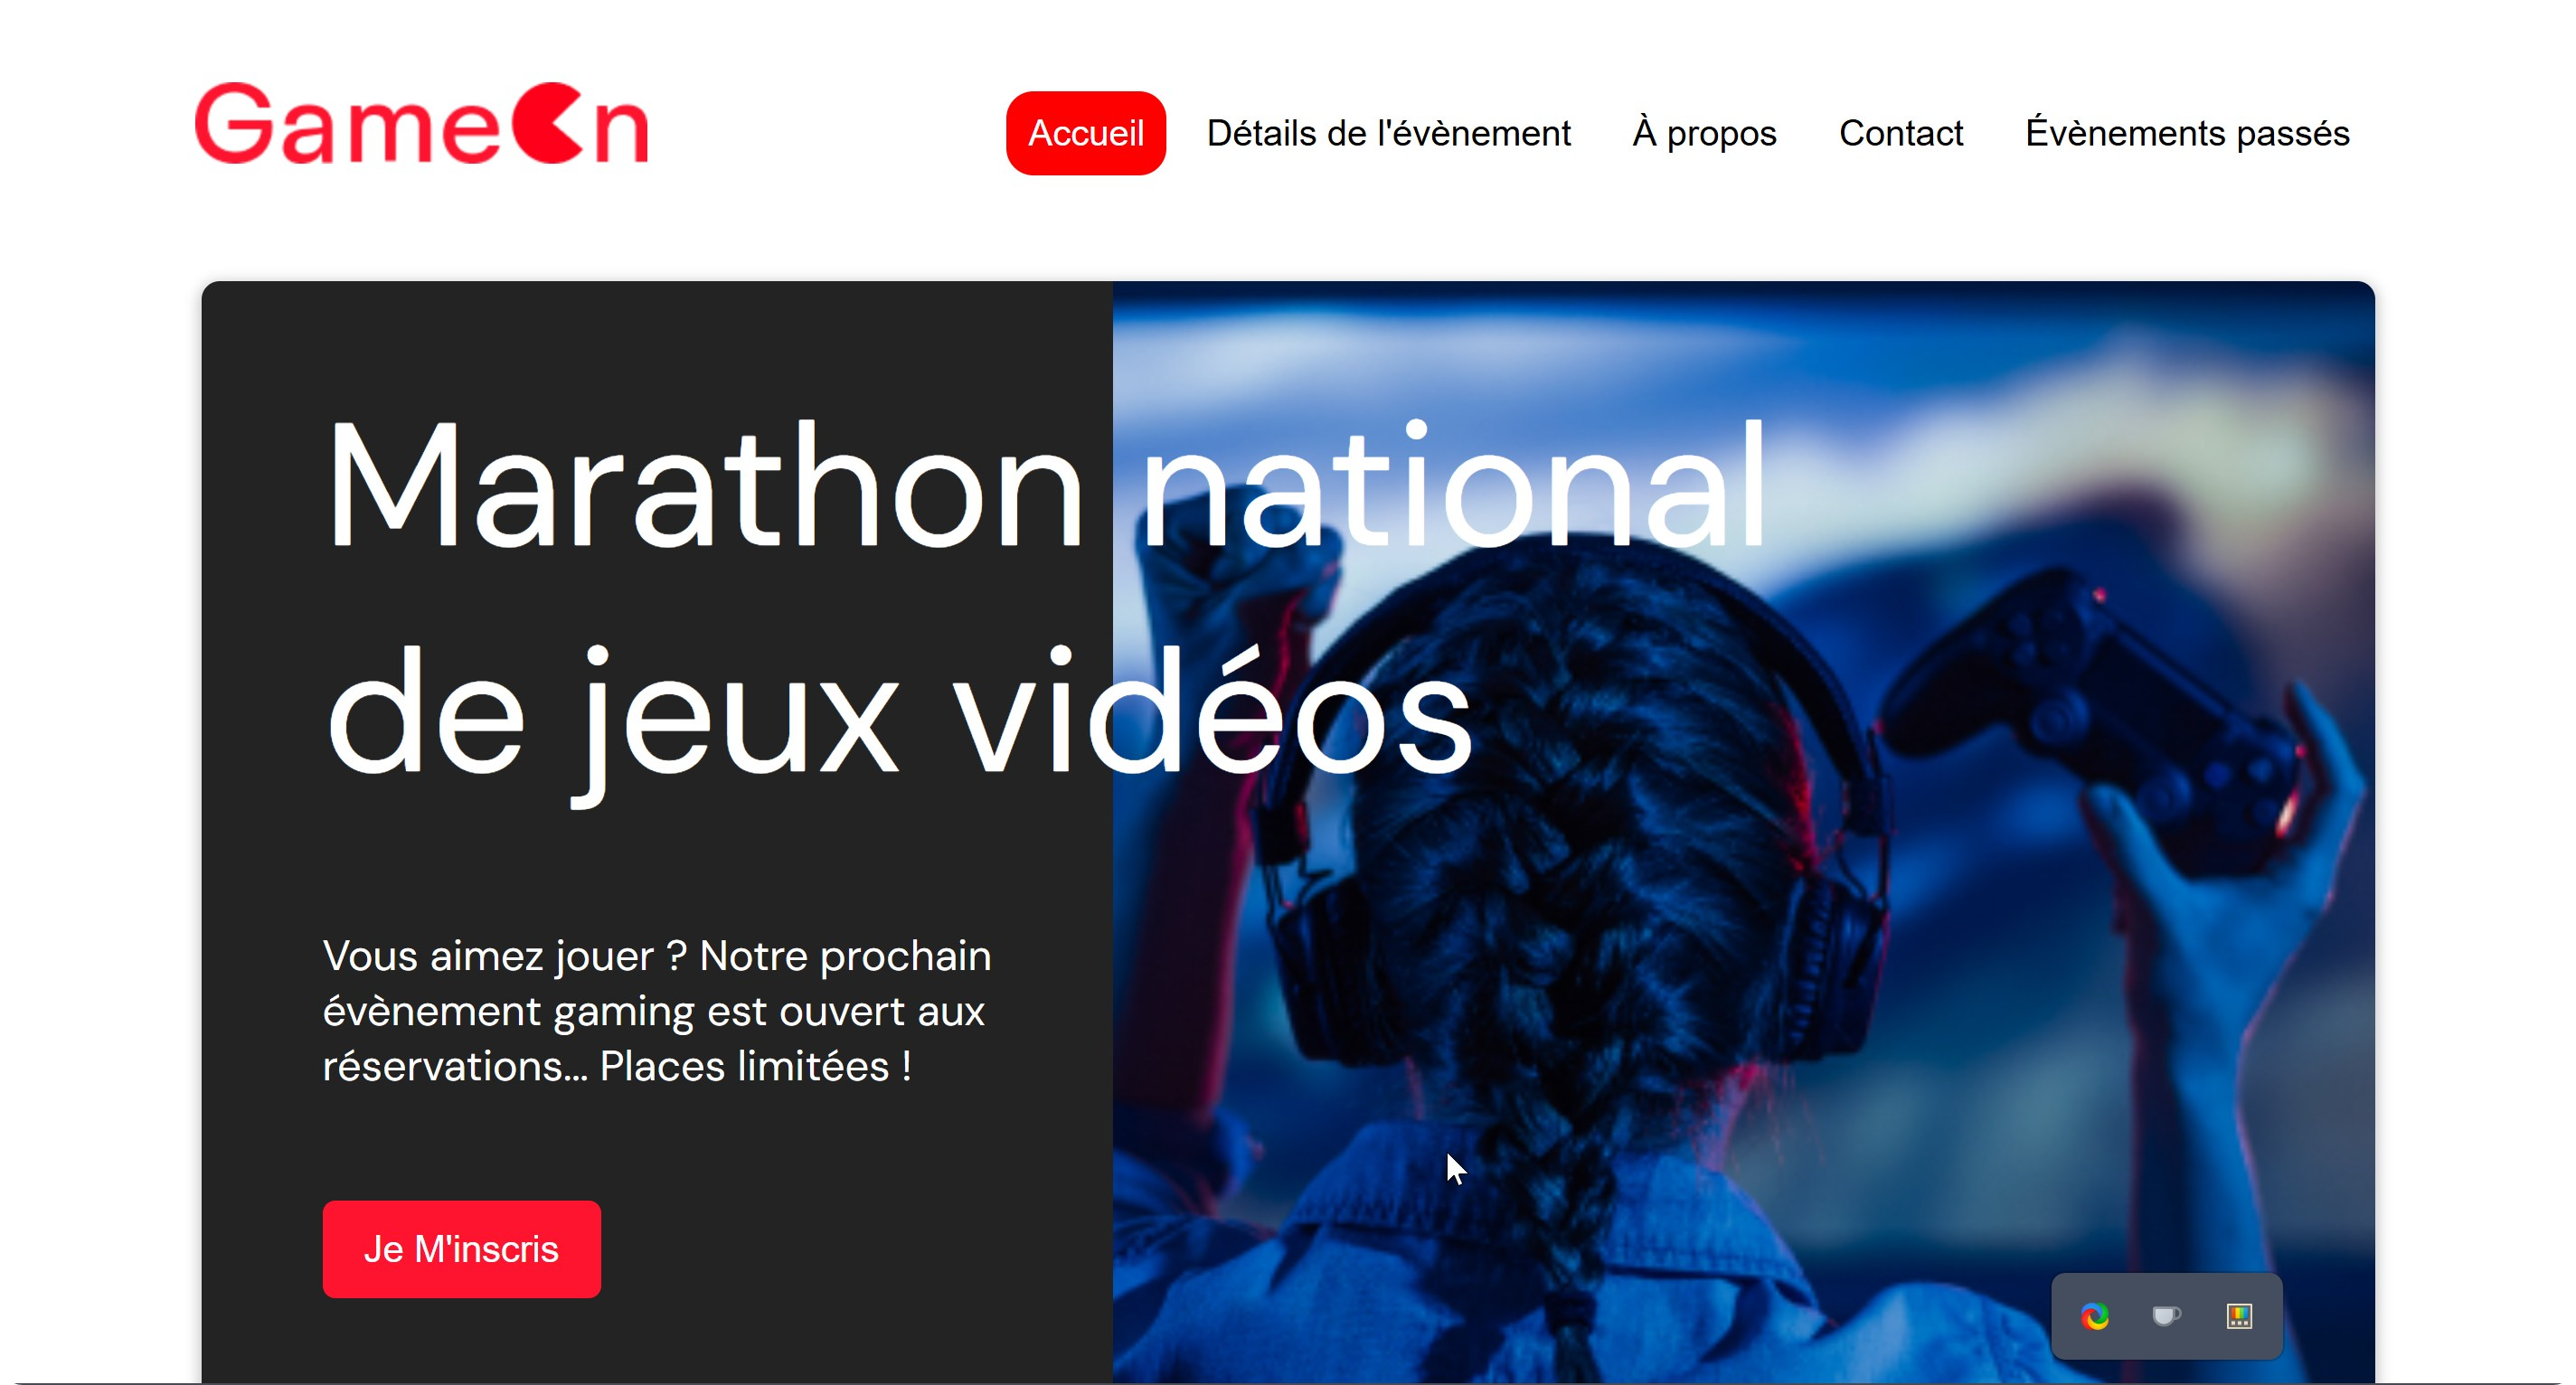 GameOn
Accueil Détails de l'évènement À propos Contact Évènements passés
Marathon national
de jeux vidéos
Vous aimez jouer ? Notre prochain
évènement gaming est ouvert aux
réservations... Places limitées !
Je M'inscris